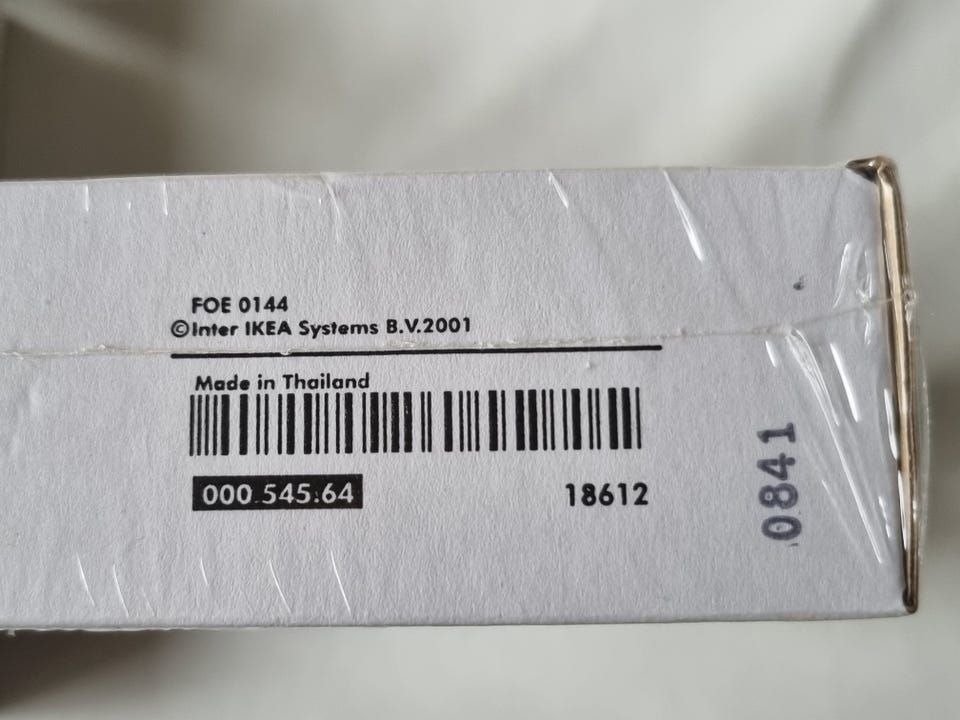 FOE 0144
©Inter IKEA Systems B.V.2001
Made in Thailand
000.545.64
18612
0841